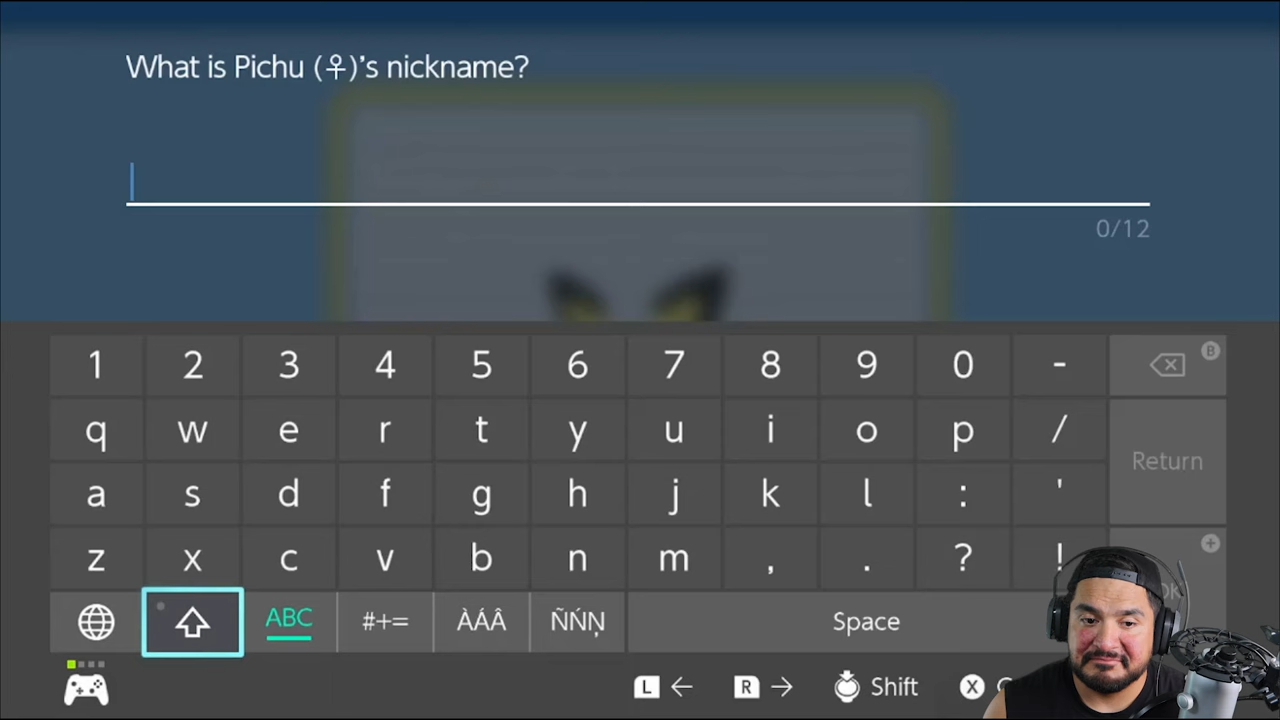 What is Pichu (♀)'s nickname?
0/12
1 2 3 4 5 6 7 8 9 0 - B
q w e r t y u i o p /
Return
a s d f g h j k l : '
z x c v b n m , . ? ! +
ABC #+= ÀÁÂ ÑŃŅ Space
L ← R → Shift X